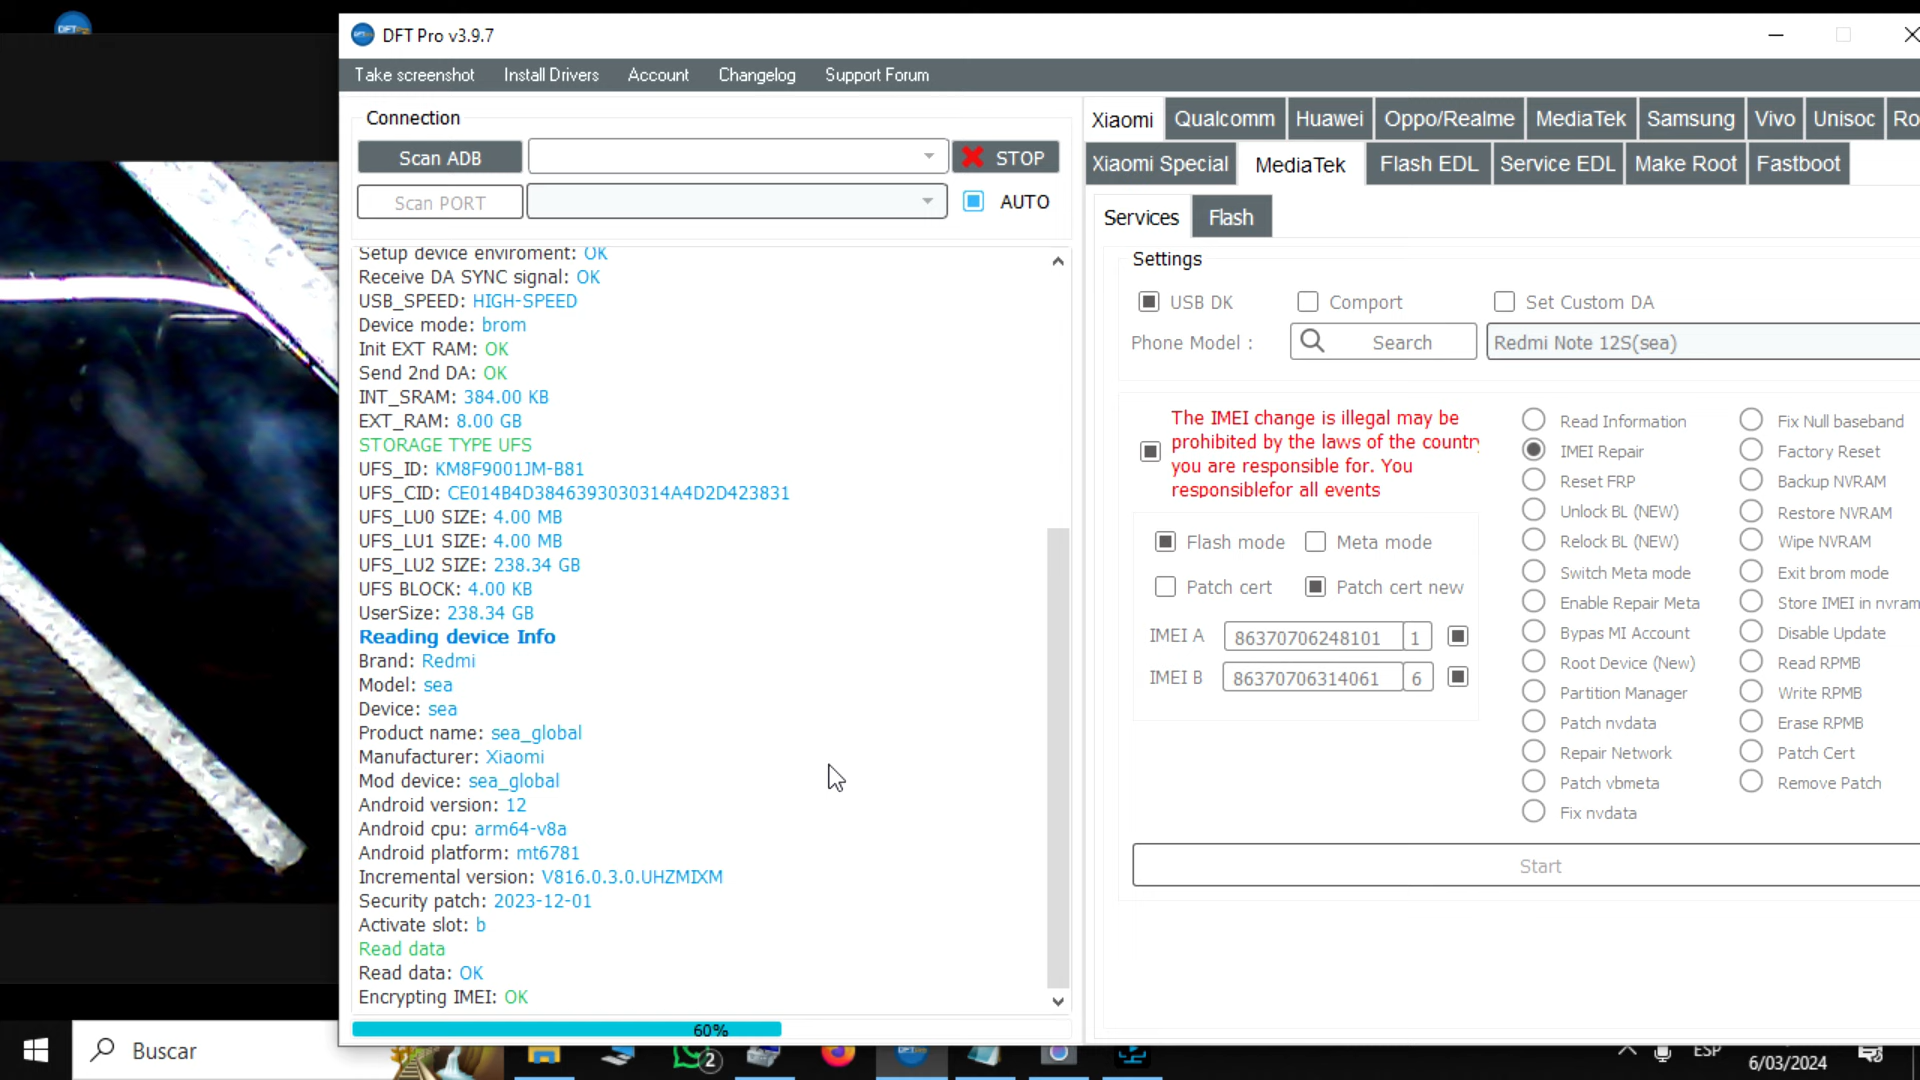 DFT Pro v3.9.7
Take screenshot Install Drivers Account Changelog Support Forum
Connection
Scan ADB STOP
Scan PORT AUTO
Setup device enviroment: OK
Receive DA SYNC signal: OK
USB_SPEED: HIGH-SPEED
Device mode: brom
Init EXT RAM: OK
Send 2nd DA: OK
INT_SRAM: 384.00 KB
EXT_RAM: 8.00 GB
STORAGE TYPE UFS
UFS_ID: KM8F9001JM-B81
UFS_CID: CE014B4D3846393030314A4D2D423831
UFS_LU0 SIZE: 4.00 MB
UFS_LU1 SIZE: 4.00 MB
UFS_LU2 SIZE: 238.34 GB
UFS BLOCK: 4.00 KB
UserSize: 238.34 GB
Reading device Info
Brand: Redmi
Model: sea
Device: sea
Product name: sea_global
Manufacturer: Xiaomi
Mod device: sea_global
Android version: 12
Android cpu: arm64-v8a
Android platform: mt6781
Incremental version: V816.0.3.0.UHZMIXM
Security patch: 2023-12-01
Activate slot: b
Read data
Read data: OK
Encrypting IMEI: OK
60%
Xiaomi Qualcomm Huawei Oppo/Realme MediaTek Samsung Vivo Unisoc Ro
Xiaomi Special MediaTek Flash EDL Service EDL Make Root Fastboot
Services Flash
Settings
USB DK Comport Set Custom DA
Phone Model : Search Redmi Note 12S(sea)
The IMEI change is illegal may be
prohibited by the laws of the country
you are responsible for. You
responsiblefor all events
Flash mode Meta mode
Patch cert Patch cert new
IMEI A 86370706248101 1
IMEI B 86370706314061 6
Read Information
IMEI Repair
Reset FRP
Unlock BL (NEW)
Relock BL (NEW)
Switch Meta mode
Enable Repair Meta
Bypas MI Account
Root Device (New)
Partition Manager
Patch nvdata
Repair Network
Patch vbmeta
Fix nvdata
Fix Null baseband
Factory Reset
Backup NVRAM
Restore NVRAM
Wipe NVRAM
Exit brom mode
Store IMEI in nvram
Disable Update
Read RPMB
Write RPMB
Erase RPMB
Patch Cert
Remove Patch
Start
Buscar
2
ESP
6/03/2024